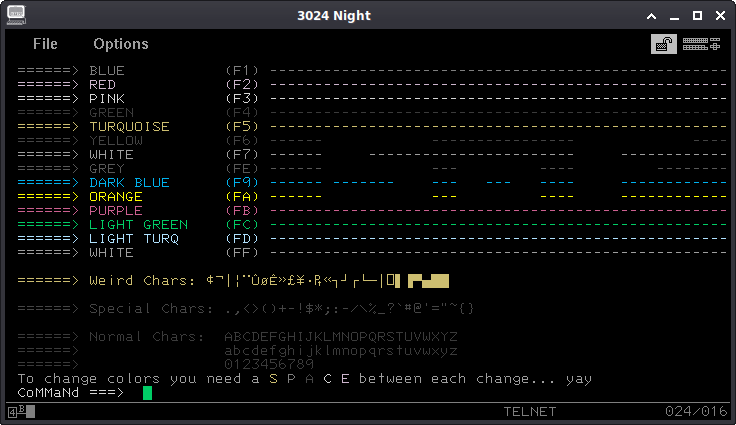 3024 Night
File Options
======> BLUE (F1) ---------------------------------------------------
======> RED (F2) ---------------------------------------------------
======> PINK (F3) ---------------------------------------------------
======> GREEN (F4) ---------------------------------------------------
======> TURQUOISE (F5) ---------------------------------------------------
======> YELLOW (F6) ------ --- ---- ----
======> WHITE (F7) ------ ---------- --- ---- ------------
======> GREY (FE) ------ --- ---- ------------
======> DARK BLUE (F9) ------ ------- --- --- ---- ------------
======> ORANGE (FA) ------ --- ---- ------------
======> PURPLE (FB) ---------------------------------------------------
======> LIGHT GREEN (FC) ---------------------------------------------------
======> LIGHT TURQ (FD) ---------------------------------------------------
======> WHITE (FF) ---------------------------------------------------
======> Weird Chars: ¢¬|¦¨ÛøÊ»£¥·₧«┐┘┌└─│
======> Special Chars: .,<>()+-!$*;:-/\%_?`#@'="~{}
======> Normal Chars: ABCDEFGHIJKLMNOPQRSTUVWXYZ
======> abcdefghijklmnopqrstuvwxyz
======> 0123456789
To change colors you need a S P A C E between each change... yay
CoMMaNd ===>
4 B TELNET 024/016